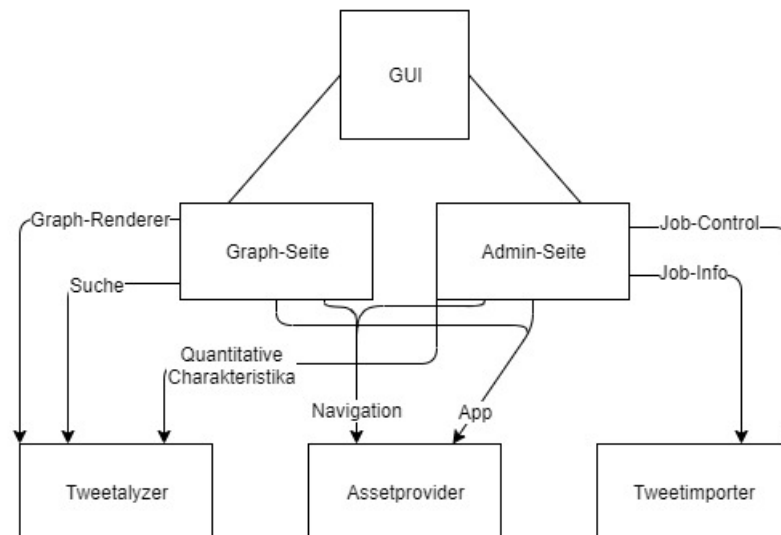 GUI
Graph-Renderer
Graph-Seite
Admin-Seite
Job-Control
Job-Info
Suche
Quantitative
Charakteristika
Navigation
App
Tweetalyzer
Assetprovider
Tweetimporter